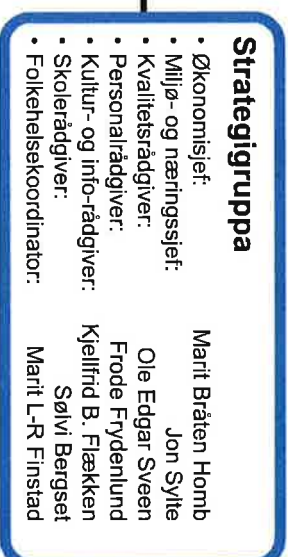 Strategigruppa
• Økonomisjef: Marit Bråten Homb
• Miljø- og næringssjef: Jon Sylte
• Kvalitetsrådgiver: Ole Edgar Sveen
• Personalrådgiver: Frode Frydenlund
• Kultur- og info-rådgiver: Kjellfrid B. Flækken
• Skolerådgiver: Sølvi Bergset
• Folkehelsekoordinator: Marit L-R Finstad